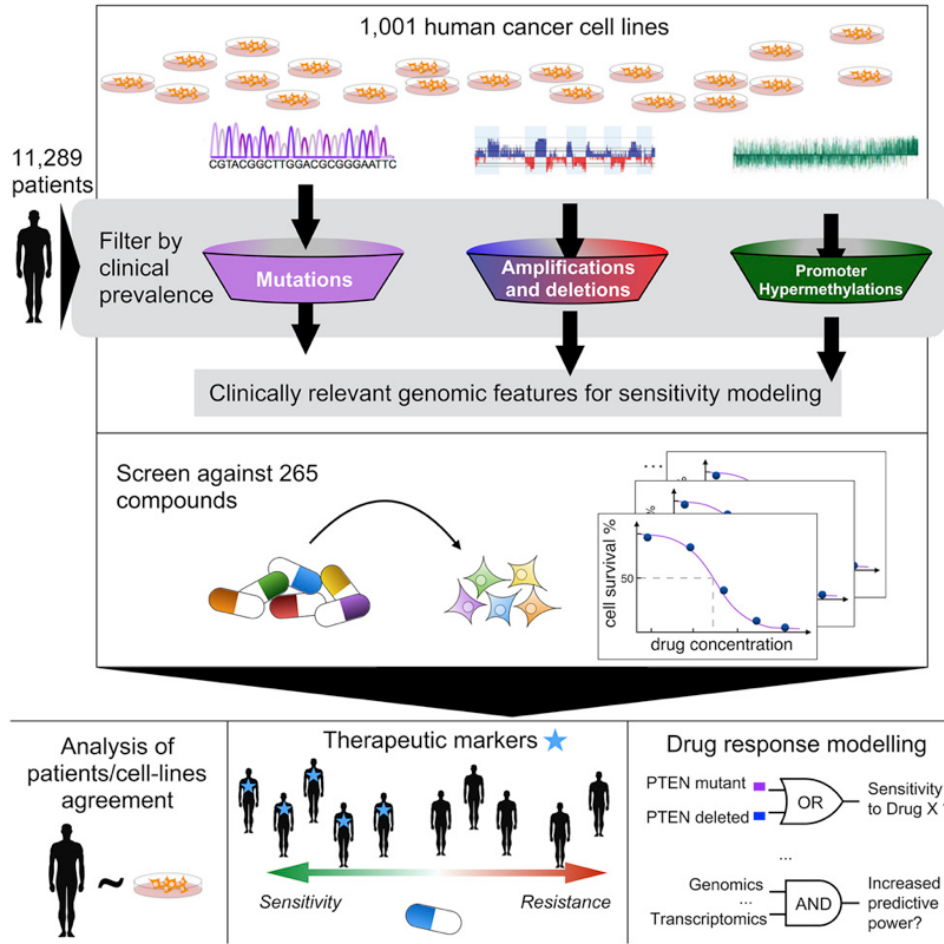 1,001 human cancer cell lines
11,289
patients
CGTACGGCTTGGACGCGGGAATTC
Filter by
clinical
prevalence
Mutations
Amplifications
and deletions
Promoter
Hypermethylations
Clinically relevant genomic features for sensitivity modeling
Screen against 265
compounds
...
%
cell survival %
50
drug concentration
Analysis of
patients/cell-lines
agreement
~
Therapeutic markers
Sensitivity
Resistance
Drug response modelling
PTEN mutant
PTEN deleted
OR
Sensitivity
to Drug X
...
Genomics
...
Transcriptomics
AND
Increased
predictive
power?